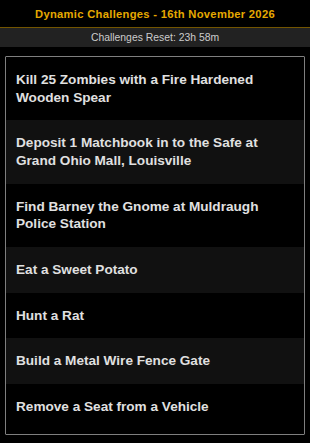 Dynamic Challenges - 16th November 2026
Challenges Reset: 23h 58m
Kill 25 Zombies with a Fire Hardened
Wooden Spear
Deposit 1 Matchbook in to the Safe at
Grand Ohio Mall, Louisville
Find Barney the Gnome at Muldraugh
Police Station
Eat a Sweet Potato
Hunt a Rat
Build a Metal Wire Fence Gate
Remove a Seat from a Vehicle